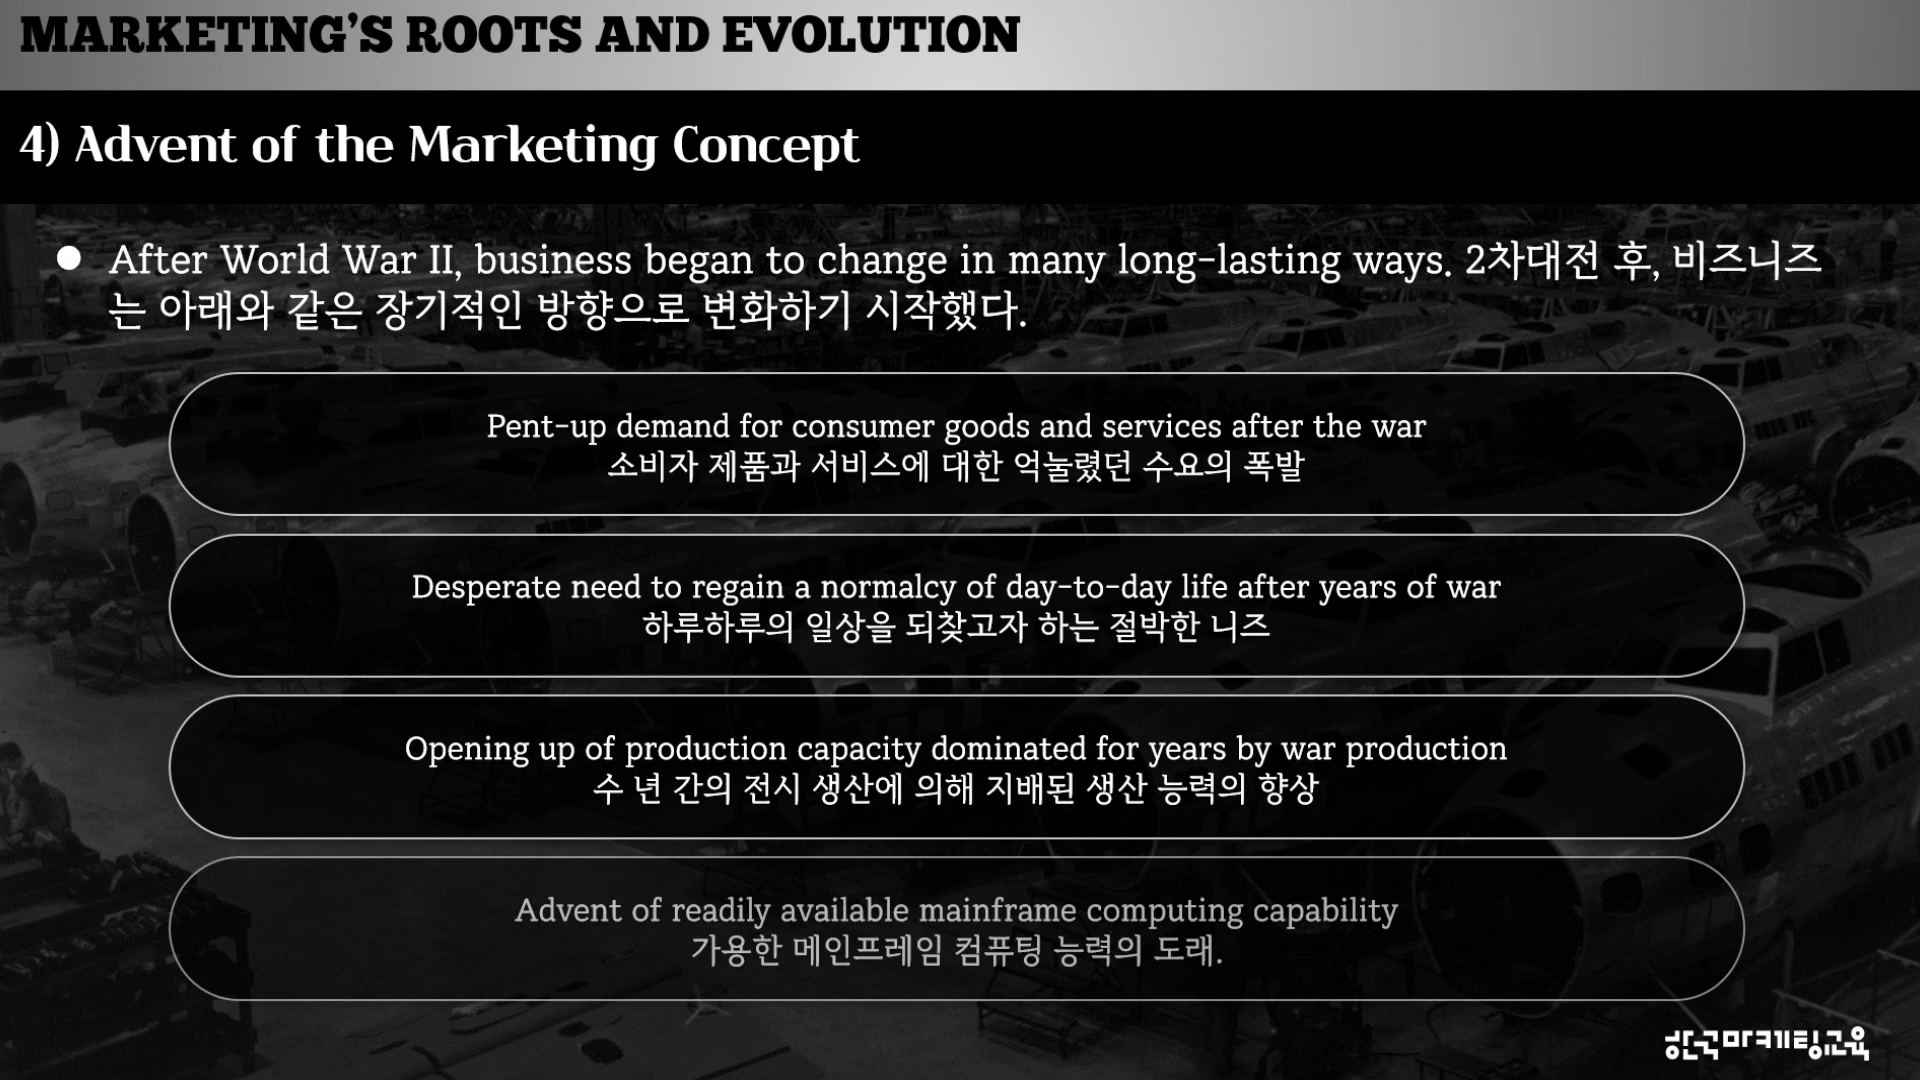 MARKETING'S ROOTS AND EVOLUTION
4) Advent of the Marketing Concept
● After World War II, business began to change in many long-lasting ways. 2차대전 후, 비즈니즈
는 아래와 같은 장기적인 방향으로 변화하기 시작했다.
Pent-up demand for consumer goods and services after the war
소비자 제품과 서비스에 대한 억눌렸던 수요의 폭발
Desperate need to regain a normalcy of day-to-day life after years of war
하루하루의 일상을 되찾고자 하는 절박한 니즈
Opening up of production capacity dominated for years by war production
수 년 간의 전시 생산에 의해 지배된 생산 능력의 향상
Advent of readily available mainframe computing capability
가용한 메인프레임 컴퓨팅 능력의 도래.
한국마케팅교육